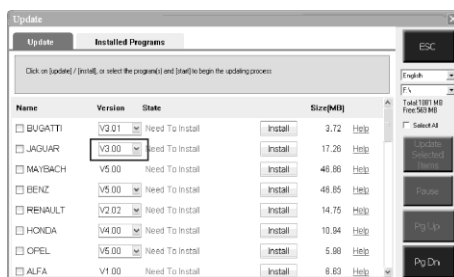 Update
Update Installed Programs
ESC
Click on [update] / [install], or select the program(s) and [start] to begin the updating process
English
F:\
Total:1881 MB
Free:563 MB
Name Version State Size(MB)
Select All
BUGATTI V3.01 Need To Install Install 3.72 Help
JAGUAR V3.00 Need To Install Install 17.26 Help
Update Selected Items
MAYBACH V5.00 Need To Install Install 46.86 Help
BENZ V5.00 Need To Install Install 46.85 Help
Pause
RENAULT V2.02 Need To Install Install 14.75 Help
HONDA V4.00 Need To Install Install 10.94 Help
Pg Up
OPEL V5.00 Need To Install Install 5.98 Help
Pg Dn
ALFA V1.00 Need To Install Install 6.63 Help